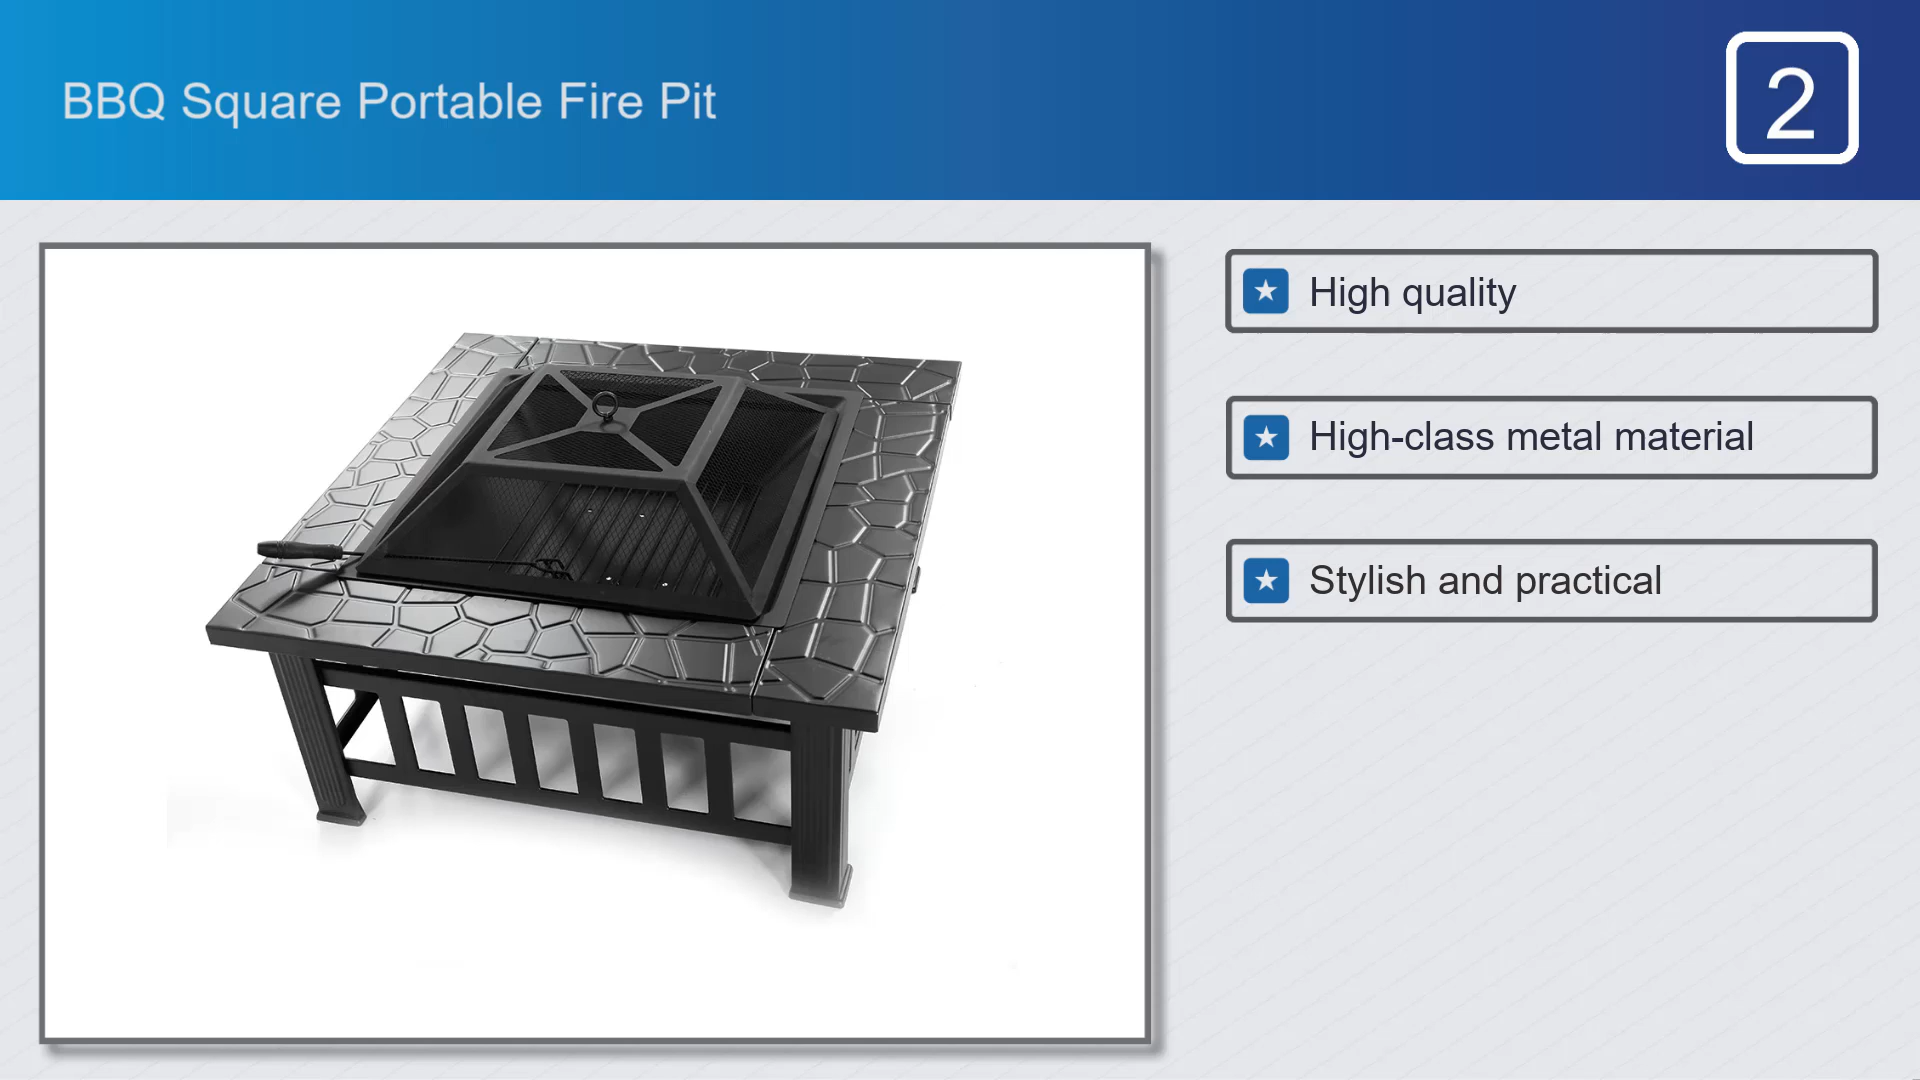 BBQ Square Portable Fire Pit
2
High quality
High-class metal material
Stylish and practical